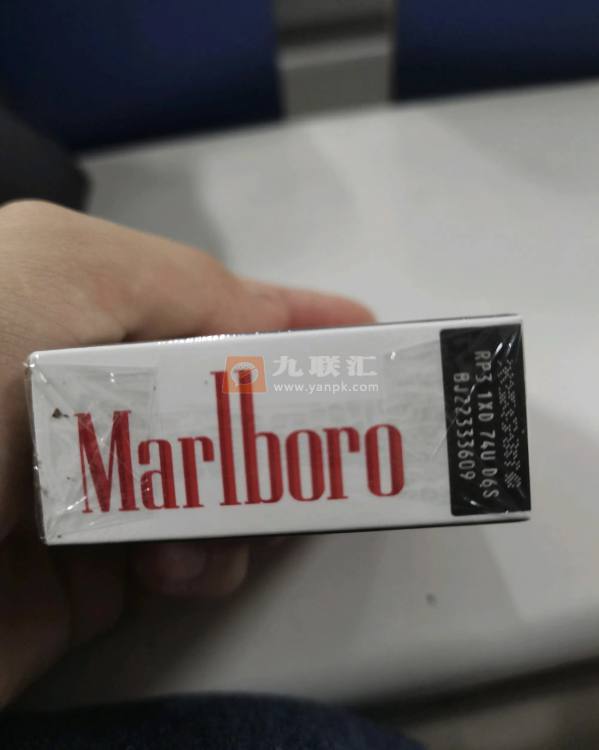 九联汇
www.yanpk.com
Marlboro
RP3 1XD 74U D6S
BJ22333609